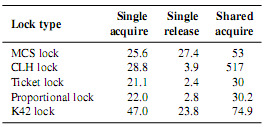 Lock type Single acquire Single release Shared acquire
MCS lock 25.6 27.4 53
CLH lock 28.8 3.9 517
Ticket lock 21.1 2.4 30
Proportional lock 22.0 2.8 30.2
K42 lock 47.0 23.8 74.9